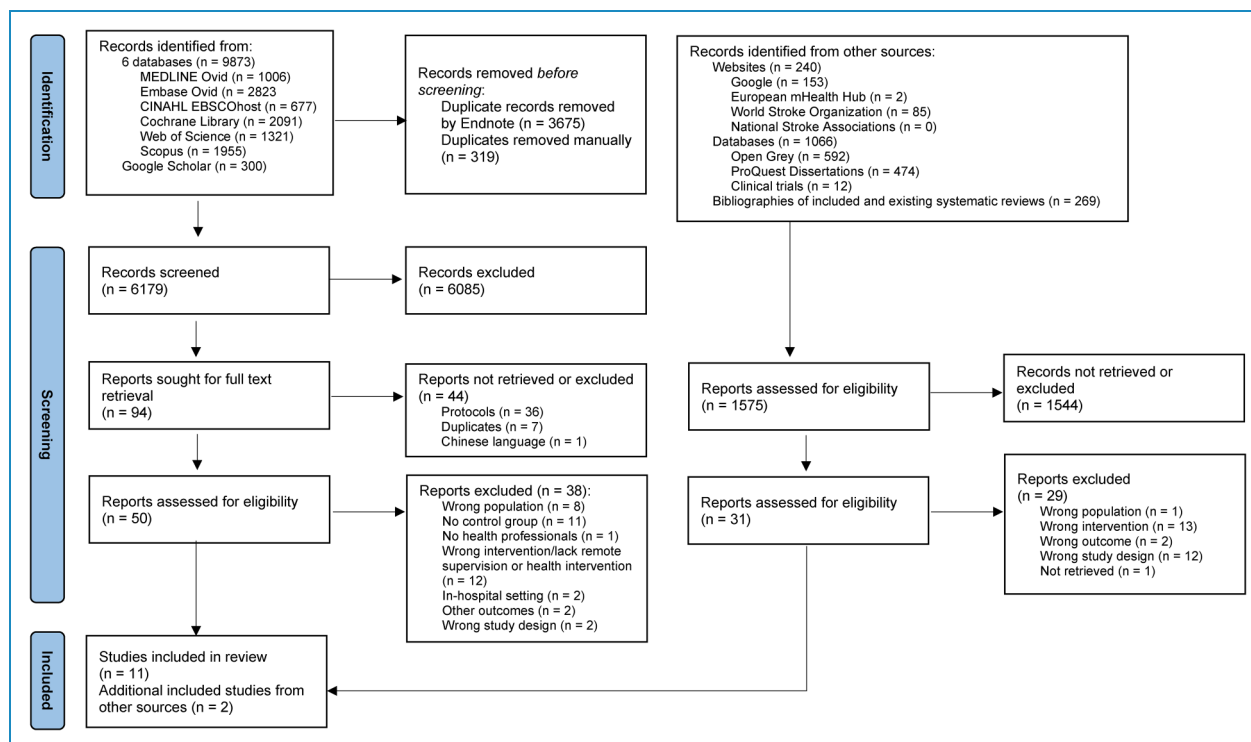 Identification
Records identified from:
6 databases (n = 9873)
MEDLINE Ovid (n = 1006)
Embase Ovid (n = 2823
CINAHL EBSCOhost (n = 677)
Cochrane Library (n = 2091)
Web of Science (n = 1321)
Scopus (n = 1955)
Google Scholar (n = 300)
Records removed before
screening:
Duplicate records removed
by Endnote (n = 3675)
Duplicates removed manually
(n = 319)
Records identified from other sources:
Websites (n = 240)
Google (n = 153)
European mHealth Hub (n = 2)
World Stroke Organization (n = 85)
National Stroke Associations (n = 0)
Databases (n = 1066)
Open Grey (n = 592)
ProQuest Dissertations (n = 474)
Clinical trials (n = 12)
Bibliographies of included and existing systematic reviews (n = 269)
Screening
Records screened
(n = 6179)
Records excluded
(n = 6085)
Reports sought for full text
retrieval
(n = 94)
Reports not retrieved or excluded
(n = 44)
Protocols (n = 36)
Duplicates (n = 7)
Chinese language (n = 1)
Reports assessed for eligibility
(n = 1575)
Records not retrieved or
excluded
(n = 1544)
Reports assessed for eligibility
(n = 50)
Reports excluded (n = 38):
Wrong population (n = 8)
No control group (n = 11)
No health professionals (n = 1)
Wrong intervention/lack remote
supervision or health intervention
(n = 12)
In-hospital setting (n = 2)
Other outcomes (n = 2)
Wrong study design (n = 2)
Reports assessed for eligibility
(n = 31)
Reports excluded
(n = 29)
Wrong population (n = 1)
Wrong intervention (n = 13)
Wrong outcome (n = 2)
Wrong study design (n = 12)
Not retrieved (n = 1)
Included
Studies included in review
(n = 11)
Additional included studies from
other sources (n = 2)